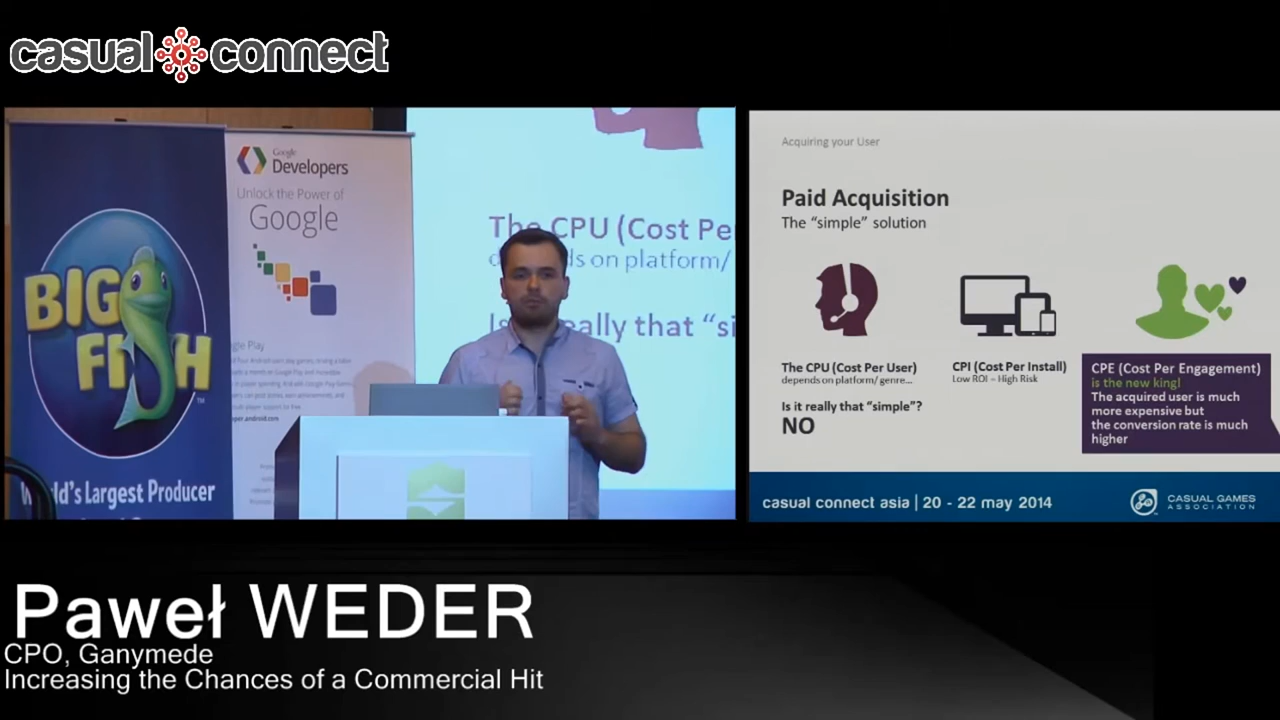 casual connect
BIG
FISH
TM
World's Largest Producer
Google
Developers
Unlock the Power of
Google
The CPU (Cost Pe
on platform/
really that "si
Acquiring your User
Paid Acquisition
The “simple” solution
The CPU (Cost Per User)
depends on platform/ genre...
Is it really that “simple”?
NO
CPI (Cost Per Install)
Low ROI – High Risk
CPE (Cost Per Engagement)
is the new king!
The acquired user is much
more expensive but
the conversion rate is much
higher
casual connect asia | 20 - 22 may 2014
CASUAL GAMES
ASSOCIATION
Paweł WEDER
CPO, Ganymede
Increasing the Chances of a Commercial Hit